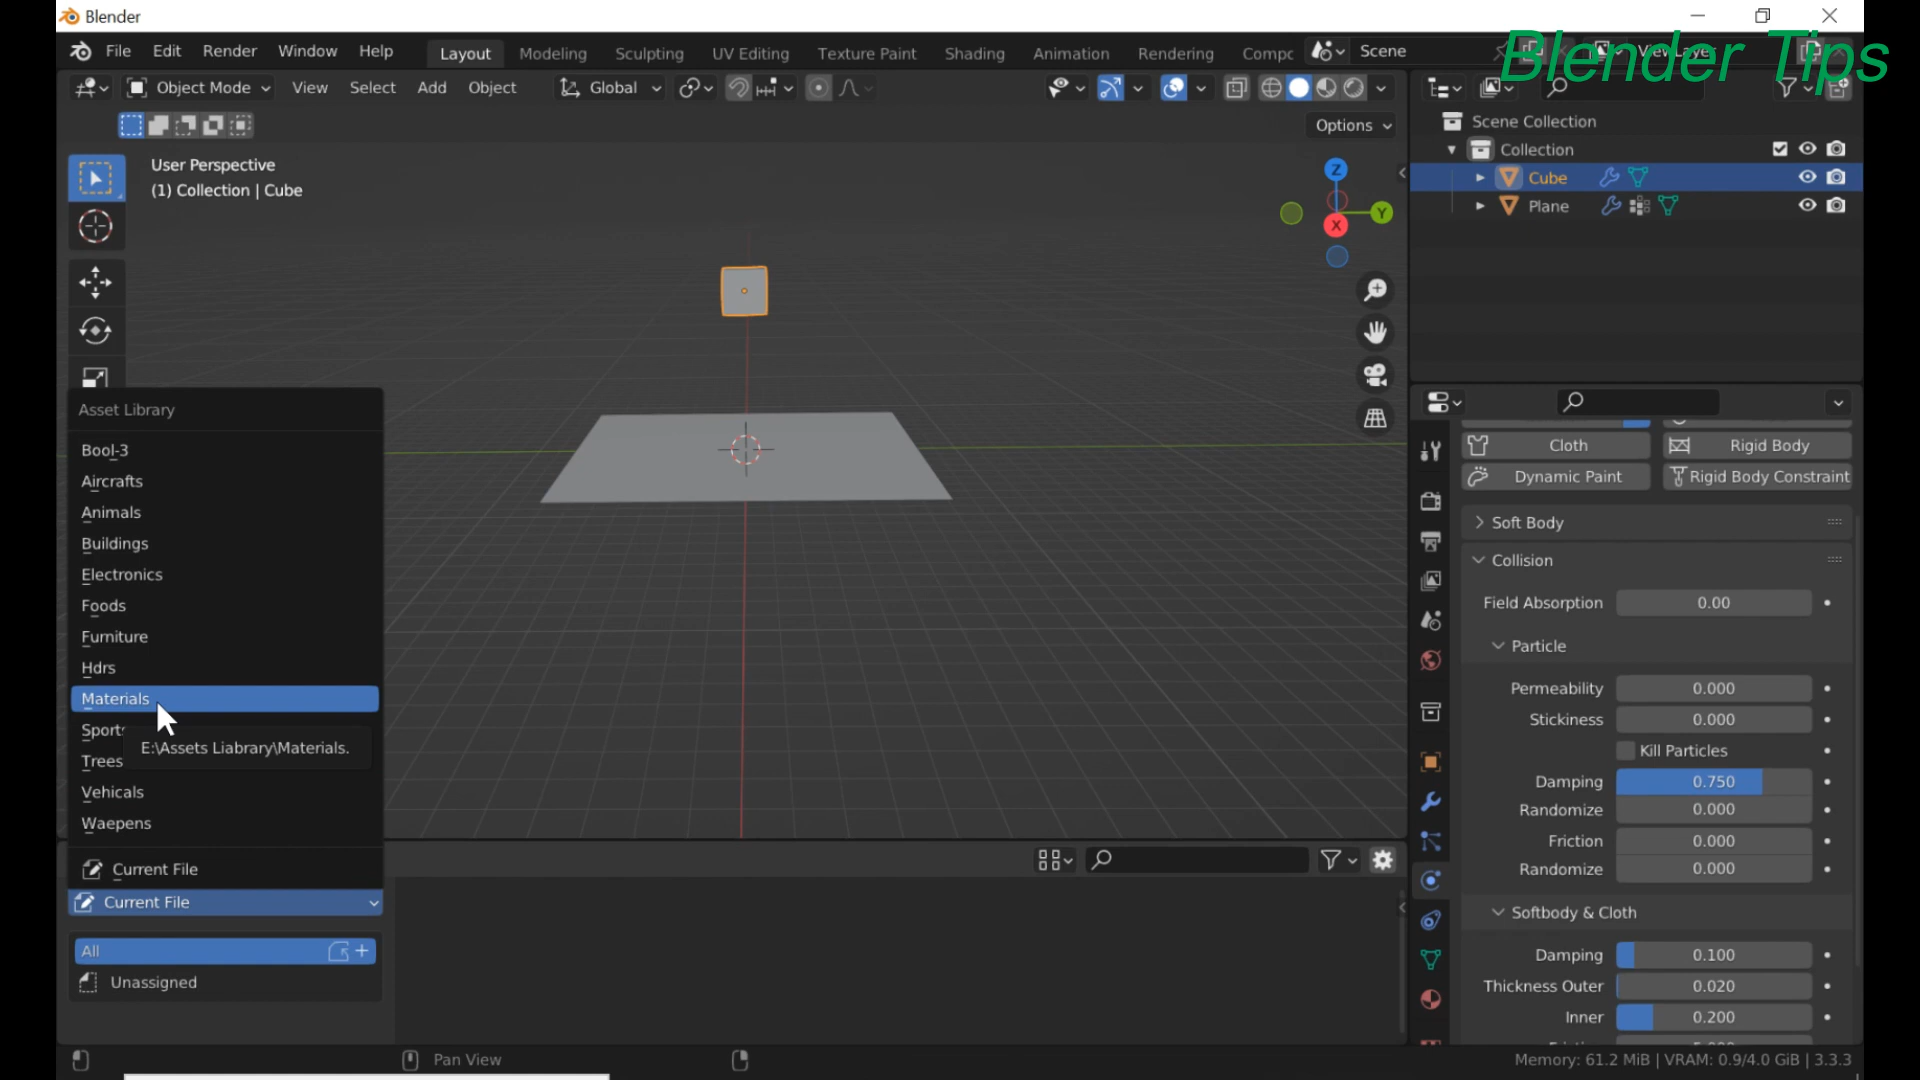 Blender
File Edit Render Window Help Layout Modeling Sculpting UV Editing Texture Paint Shading Animation Rendering Compc Scene ViewLayer
Blender Tips
Object Mode View Select Add Object Global
Options
User Perspective
(1) Collection | Cube
Z
Y
X
Scene Collection
Collection
Cube
Plane
Asset Library
Bool-3
Aircrafts
Animals
Buildings
Electronics
Foods
Furniture
Hdrs
Materials
Sports
E:\Assets Liabrary\Materials.
Trees
Vehicals
Waepens
Current File
Current File
All
Unassigned
Cloth Rigid Body
Dynamic Paint Rigid Body Constraint
Soft Body
Collision
Field Absorption 0.00
Particle
Permeability 0.000
Stickiness 0.000
Kill Particles
Damping 0.750
Randomize 0.000
Friction 0.000
Randomize 0.000
Softbody & Cloth
Damping 0.100
Thickness Outer 0.020
Inner 0.200
Pan View
Memory: 61.2 MiB | VRAM: 0.9/4.0 GiB | 3.3.3